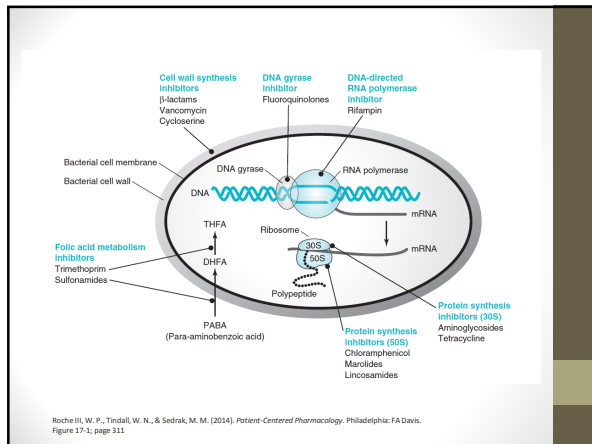 Cell wall synthesis
inhibitors
β-lactams
Vancomycin
Cycloserine
DNA gyrase
inhibitor
Fluoroquinolones
DNA-directed
RNA polymerase
inhibitor
Rifampin
Bacterial cell membrane
Bacterial cell wall
DNA gyrase
RNA polymerase
DNA
mRNA
THFA
Ribosome
30S
mRNA
50S
Folic acid metabolism
inhibitors
Trimethoprim
Sulfonamides
DHFA
Polypeptide
PABA
(Para-aminobenzoic acid)
Protein synthesis
inhibitors (50S)
Chloramphenicol
Marolides
Lincosamides
Protein synthesis
inhibitors (30S)
Aminoglycosides
Tetracycline
Roche III, W. P., Tindall, W. N., & Sedrak, M. M. (2014). Patient-Centered Pharmacology. Philadelphia: FA Davis.
Figure 17-1; page 311